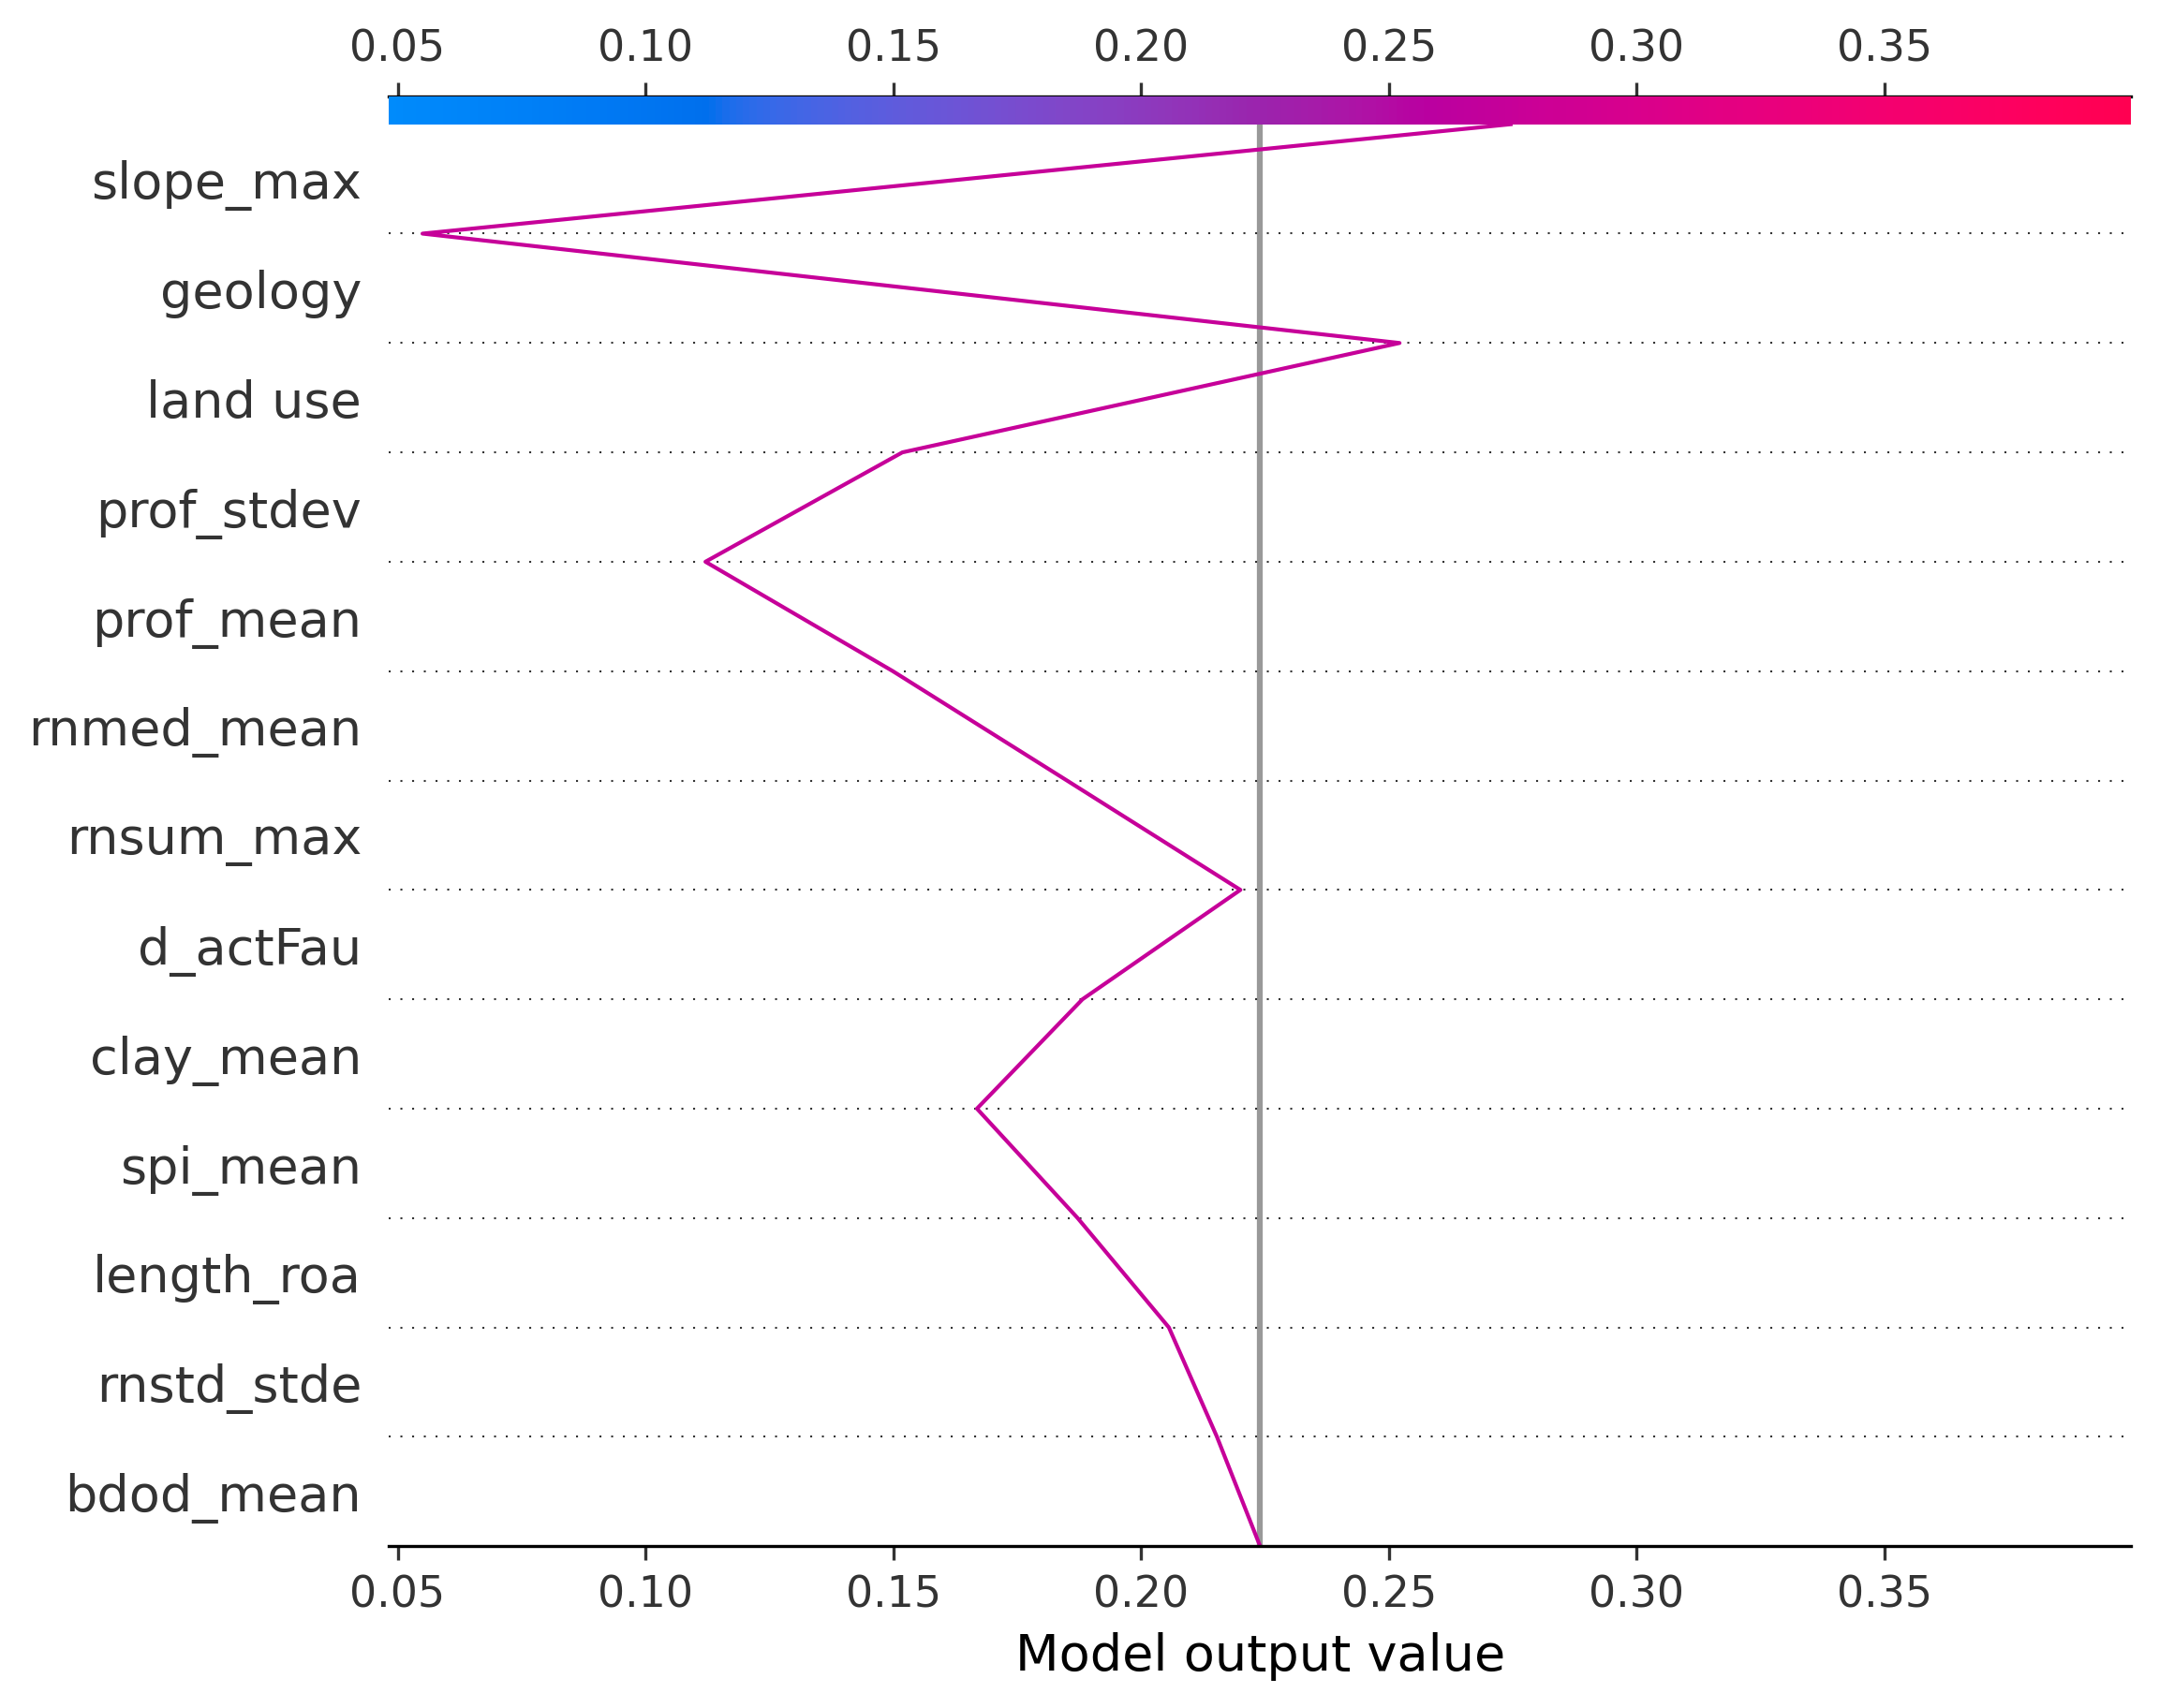 0.05 0.10 0.15 0.20 0.25 0.30 0.35
slope_max
geology
land use
prof_stdev
prof_mean
rnmed_mean
rnsum_max
d_actFau
clay_mean
spi_mean
length_roa
rnstd_stde
bdod_mean
0.05 0.10 0.15 0.20 0.25 0.30 0.35
Model output value